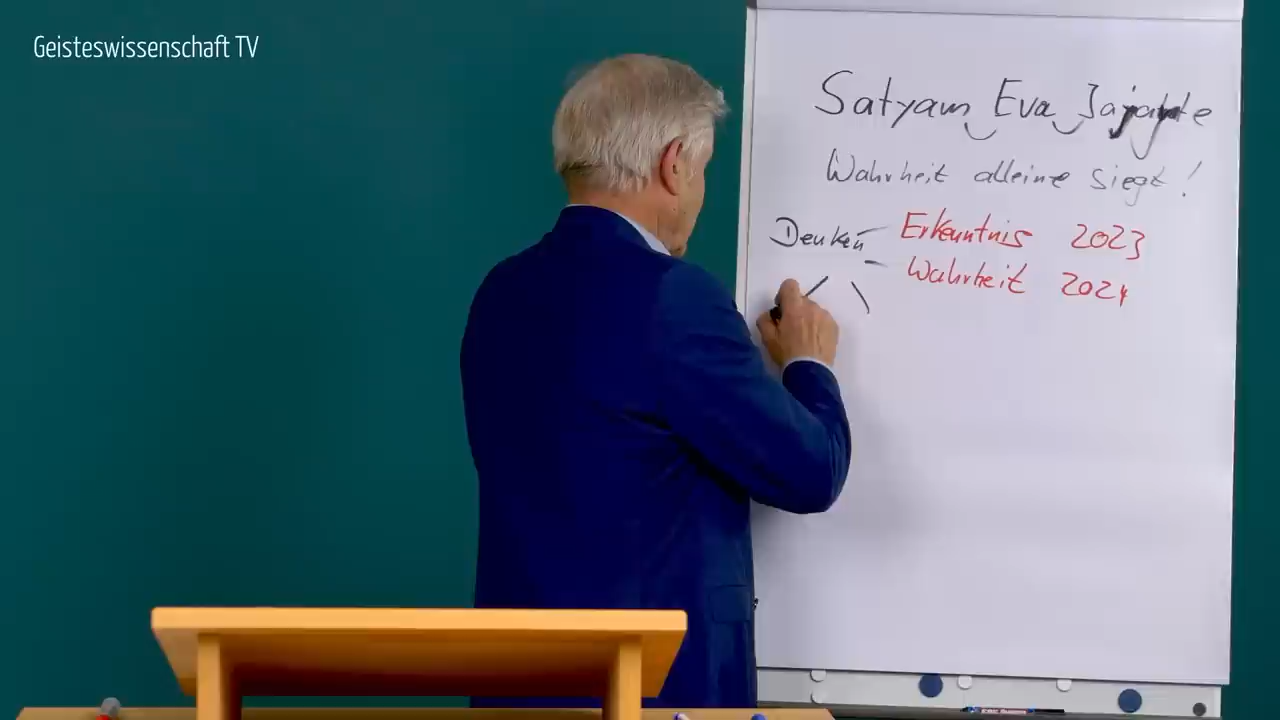 Geisteswissenschaft TV
Satyam Eva Jayate
Wahrheit alleine siegt!
Denken – Erkenntnis 2023
– Wahrheit 2024